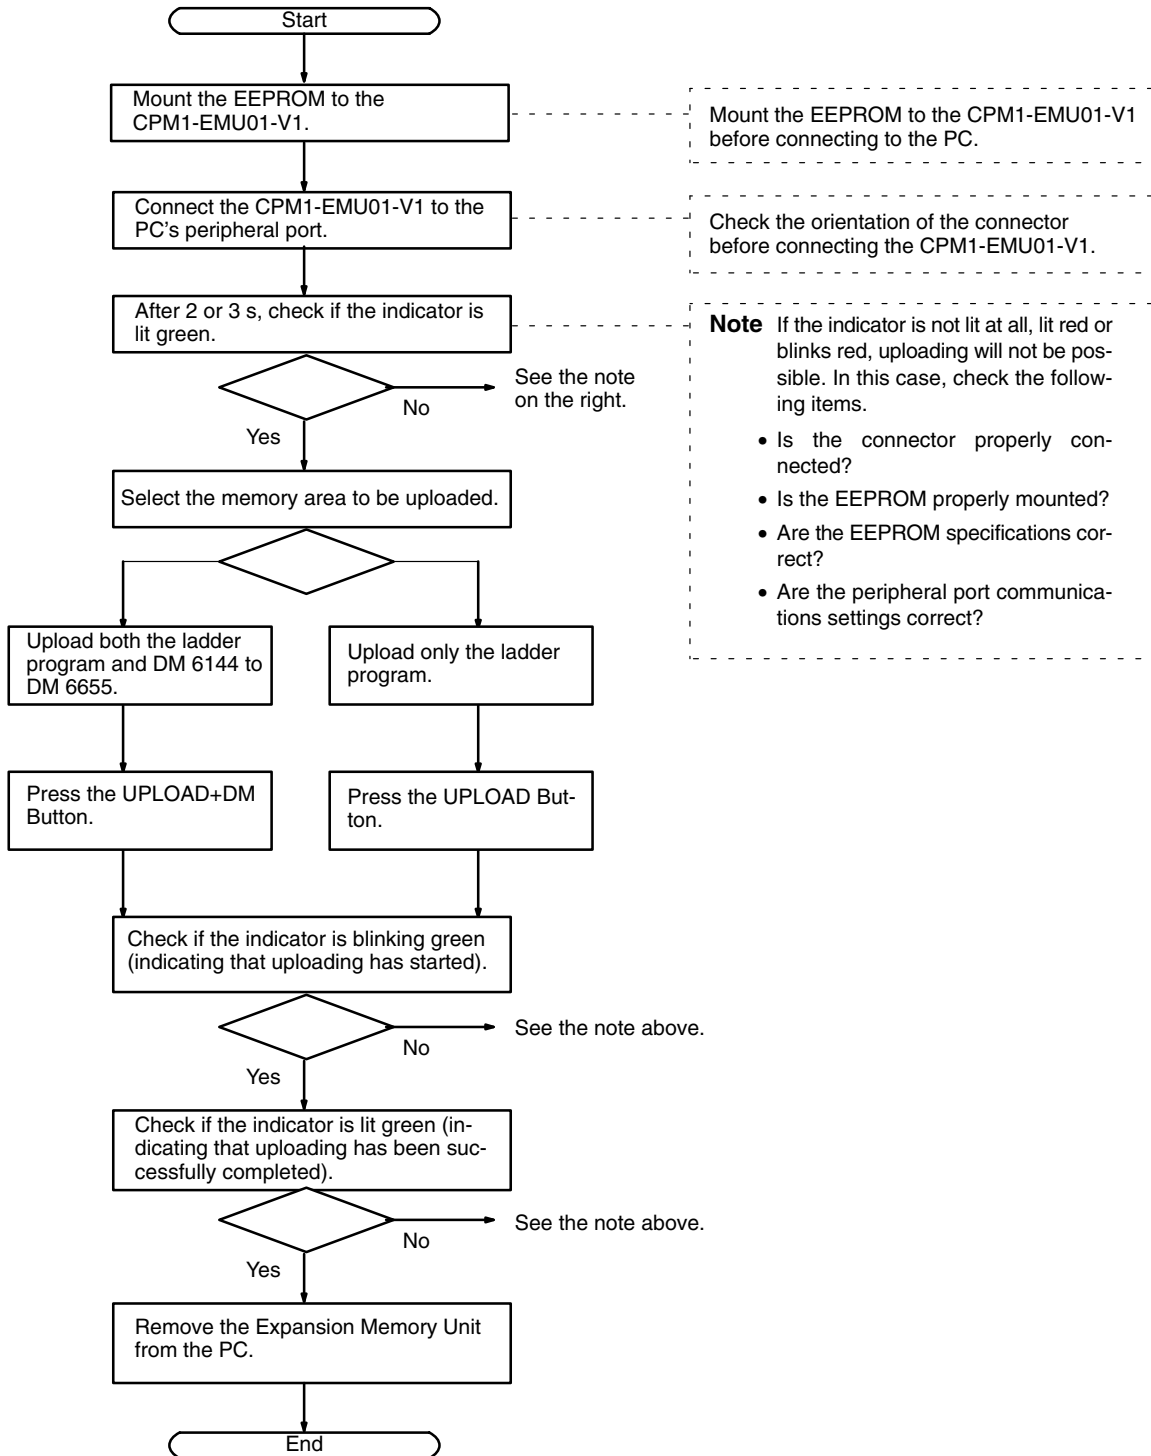 Start
Mount the EEPROM to the
CPM1-EMU01-V1.
Mount the EEPROM to the CPM1-EMU01-V1
before connecting to the PC.
Connect the CPM1-EMU01-V1 to the
PC's peripheral port.
Check the orientation of the connector
before connecting the CPM1-EMU01-V1.
After 2 or 3 s, check if the indicator is
lit green.
Note If the indicator is not lit at all, lit red or
blinks red, uploading will not be pos-
sible. In this case, check the follow-
ing items.
• Is the connector properly con-
nected?
• Is the EEPROM properly mounted?
• Are the EEPROM specifications cor-
rect?
• Are the peripheral port communica-
tions settings correct?
No
See the note
on the right.
Yes
Select the memory area to be uploaded.
Upload both the ladder
program and DM 6144 to
DM 6655.
Upload only the ladder
program.
Press the UPLOAD+DM
Button.
Press the UPLOAD But-
ton.
Check if the indicator is blinking green
(indicating that uploading has started).
No
See the note above.
Yes
Check if the indicator is lit green (in-
dicating that uploading has been suc-
cessfully completed).
No
See the note above.
Yes
Remove the Expansion Memory Unit
from the PC.
End